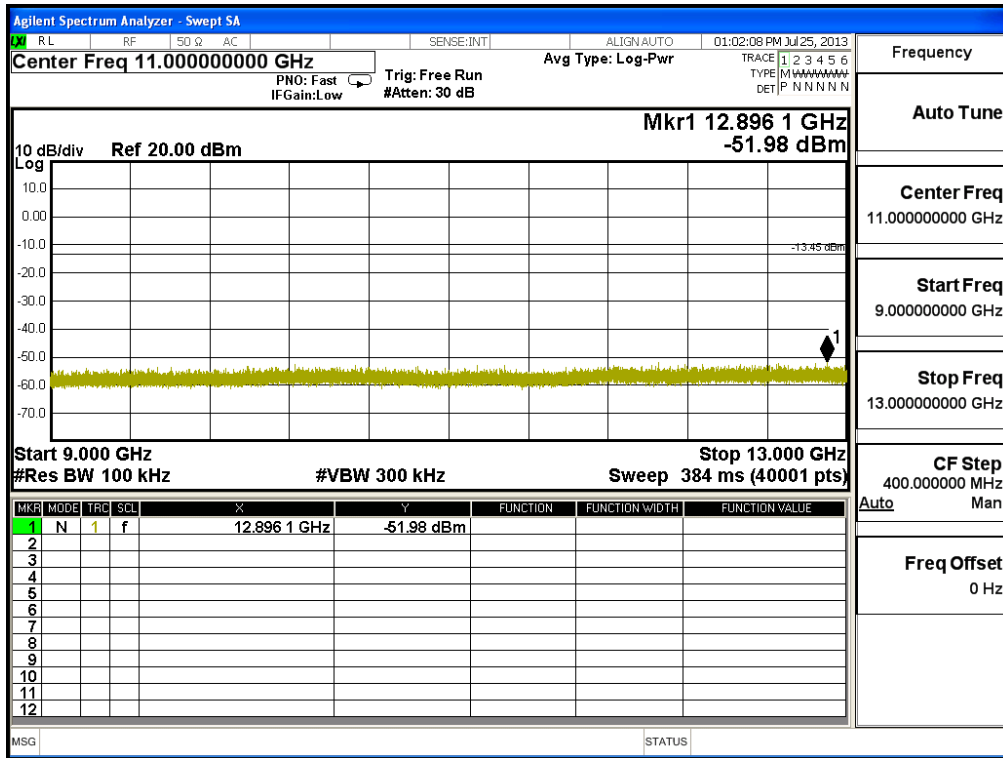 Agilent Spectrum Analyzer - Swept SA
LXI RL RF 50 Ω AC SENSE:INT ALIGNAUTO 01:02:08 PM Jul 25, 2013
Center Freq 11.000000000 GHz
PNO: Fast
IFGain:Low
Trig: Free Run
#Atten: 30 dB
Avg Type: Log-Pwr
TRACE 1 2 3 4 5 6
TYPE M WWWWW
DET P N N N N N
Mkr1 12.896 1 GHz
-51.98 dBm
10 dB/div Ref 20.00 dBm
Log
10.0
0.00
-10.0
-13.45 dBm
-20.0
-30.0
-40.0
1
-50.0
-60.0
-70.0
Start 9.000 GHz Stop 13.000 GHz
#Res BW 100 kHz #VBW 300 kHz Sweep 384 ms (40001 pts)
MKR MODE TRC SCL X Y FUNCTION FUNCTION WIDTH FUNCTION VALUE
1 N 1 f 12.896 1 GHz -51.98 dBm
2
3
4
5
6
7
8
9
10
11
12
MSG STATUS
Frequency
Auto Tune
Center Freq
11.000000000 GHz
Start Freq
9.000000000 GHz
Stop Freq
13.000000000 GHz
CF Step
400.000000 MHz
Auto Man
Freq Offset
0 Hz